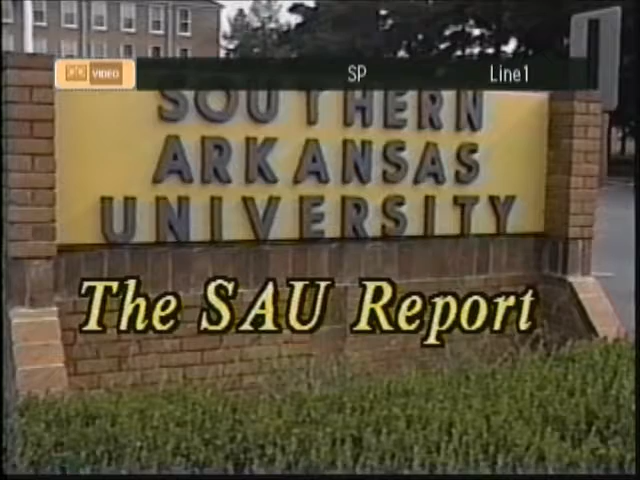 VIDEO SP Line1
SOUTHERN
ARKANSAS
UNIVERSITY
The SAU Report